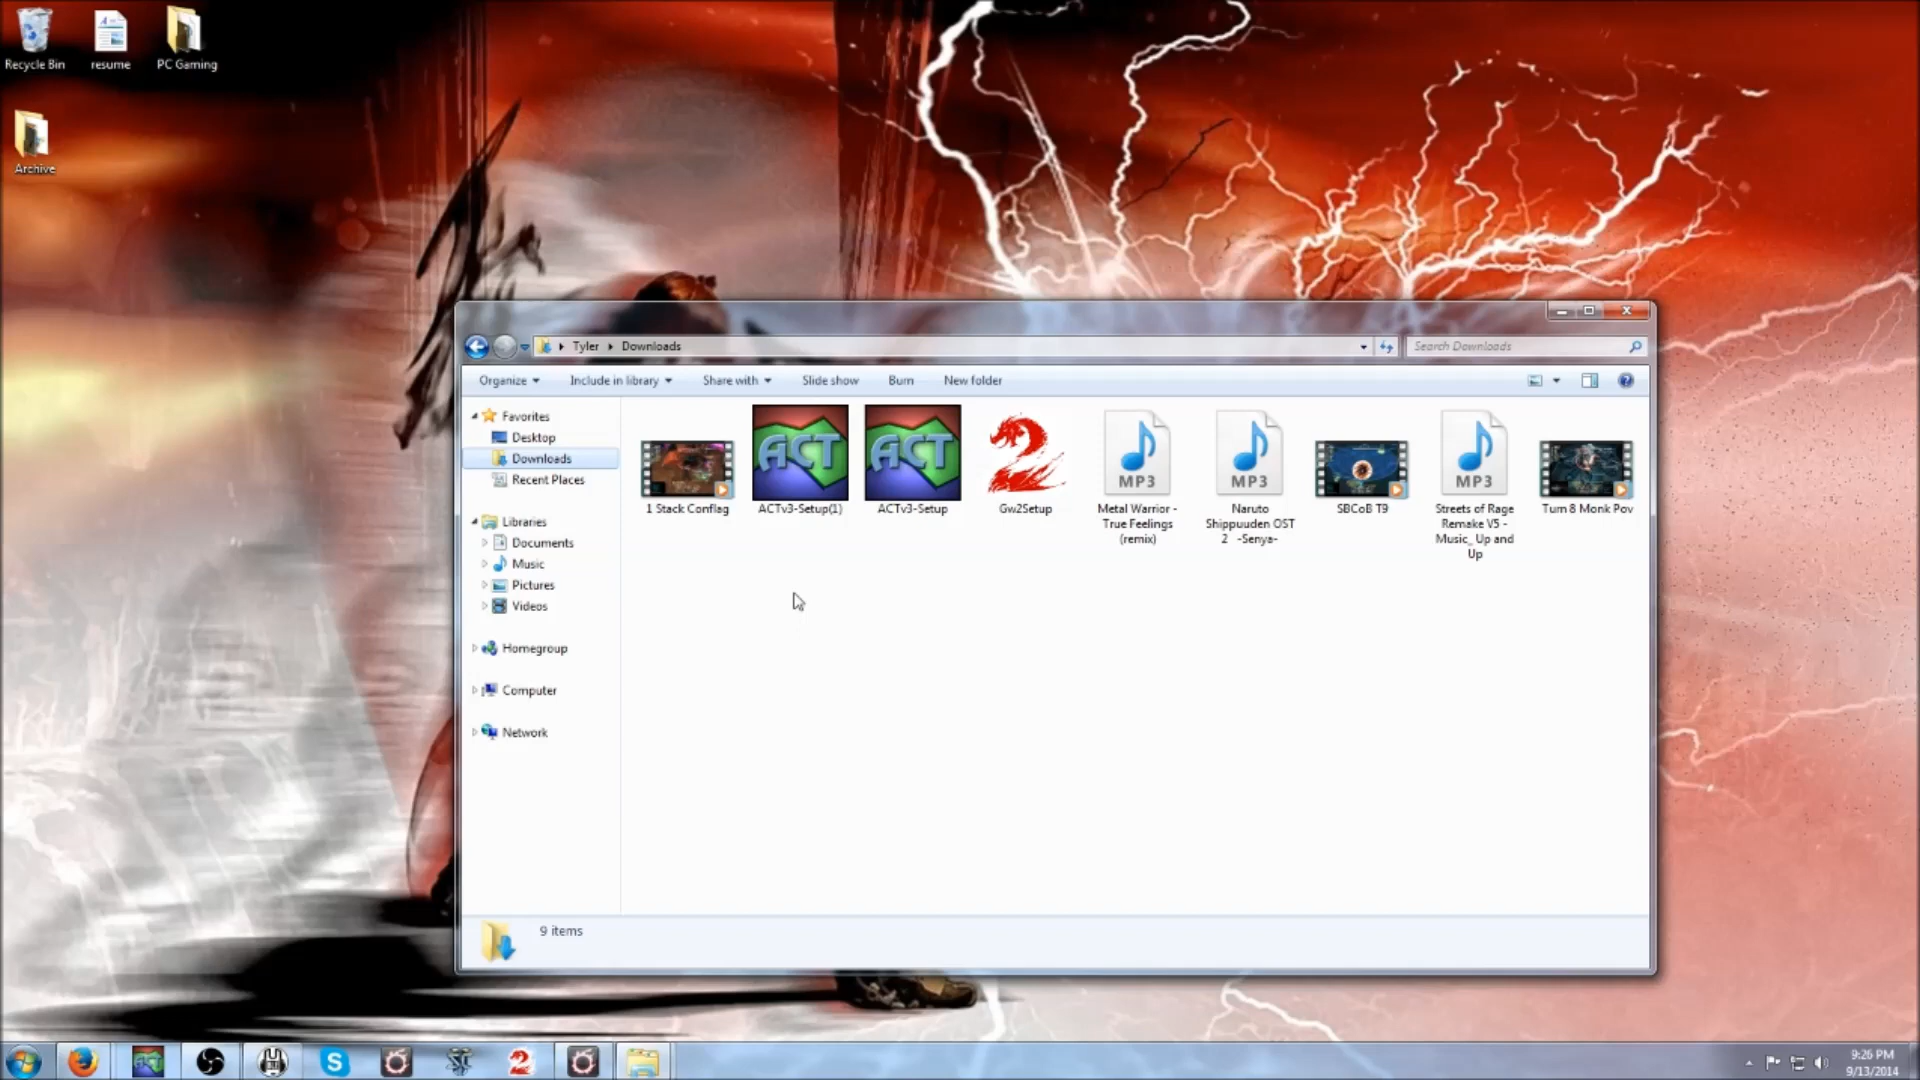 Recycle Bin
resume
PC Gaming
Archive
Tyler
Downloads
Search Downloads
Organize
Include in library
Share with
Slide show
Burn
New folder
Favorites
Desktop
Downloads
Recent Places
Libraries
Documents
Music
Pictures
Videos
Homegroup
Computer
Network
ACT
ACT
2
MP3
MP3
MP3
1 Stack Conflag
ACTv3-Setup(1)
ACTv3-Setup
Gw2Setup
Metal Warrior -
True Feelings
(remix)
Naruto
Shippuuden OST
2 -Senya-
SBCoB T9
Streets of Rage
Remake V5 -
Music_ Up and
Up
Turn 8 Monk Pov
9 items
ACT
S
2
9:26 PM
9/13/2014